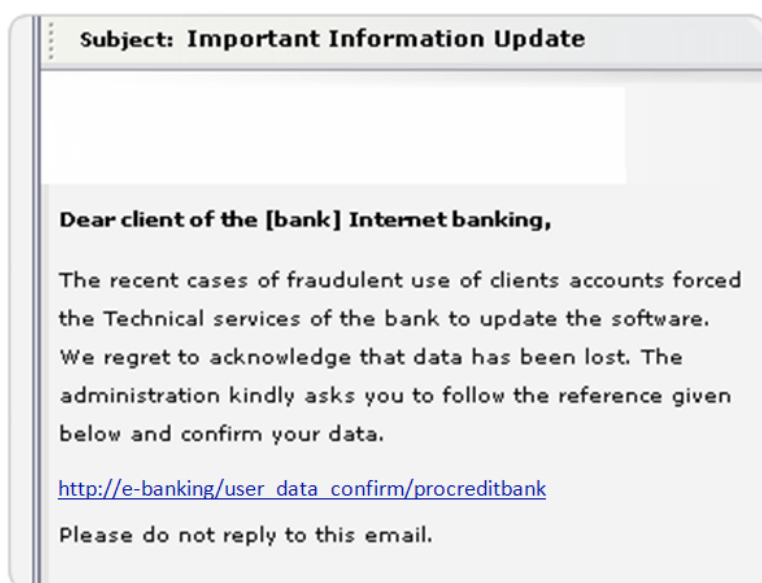 Subject: Important Information Update
Dear client of the [bank] Internet banking,
The recent cases of fraudulent use of clients accounts forced
the Technical services of the bank to update the software.
We regret to acknowledge that data has been lost. The
administration kindly asks you to follow the reference given
below and confirm your data.
http://e-banking/user_data_confirm/procreditbank
Please do not reply to this email.